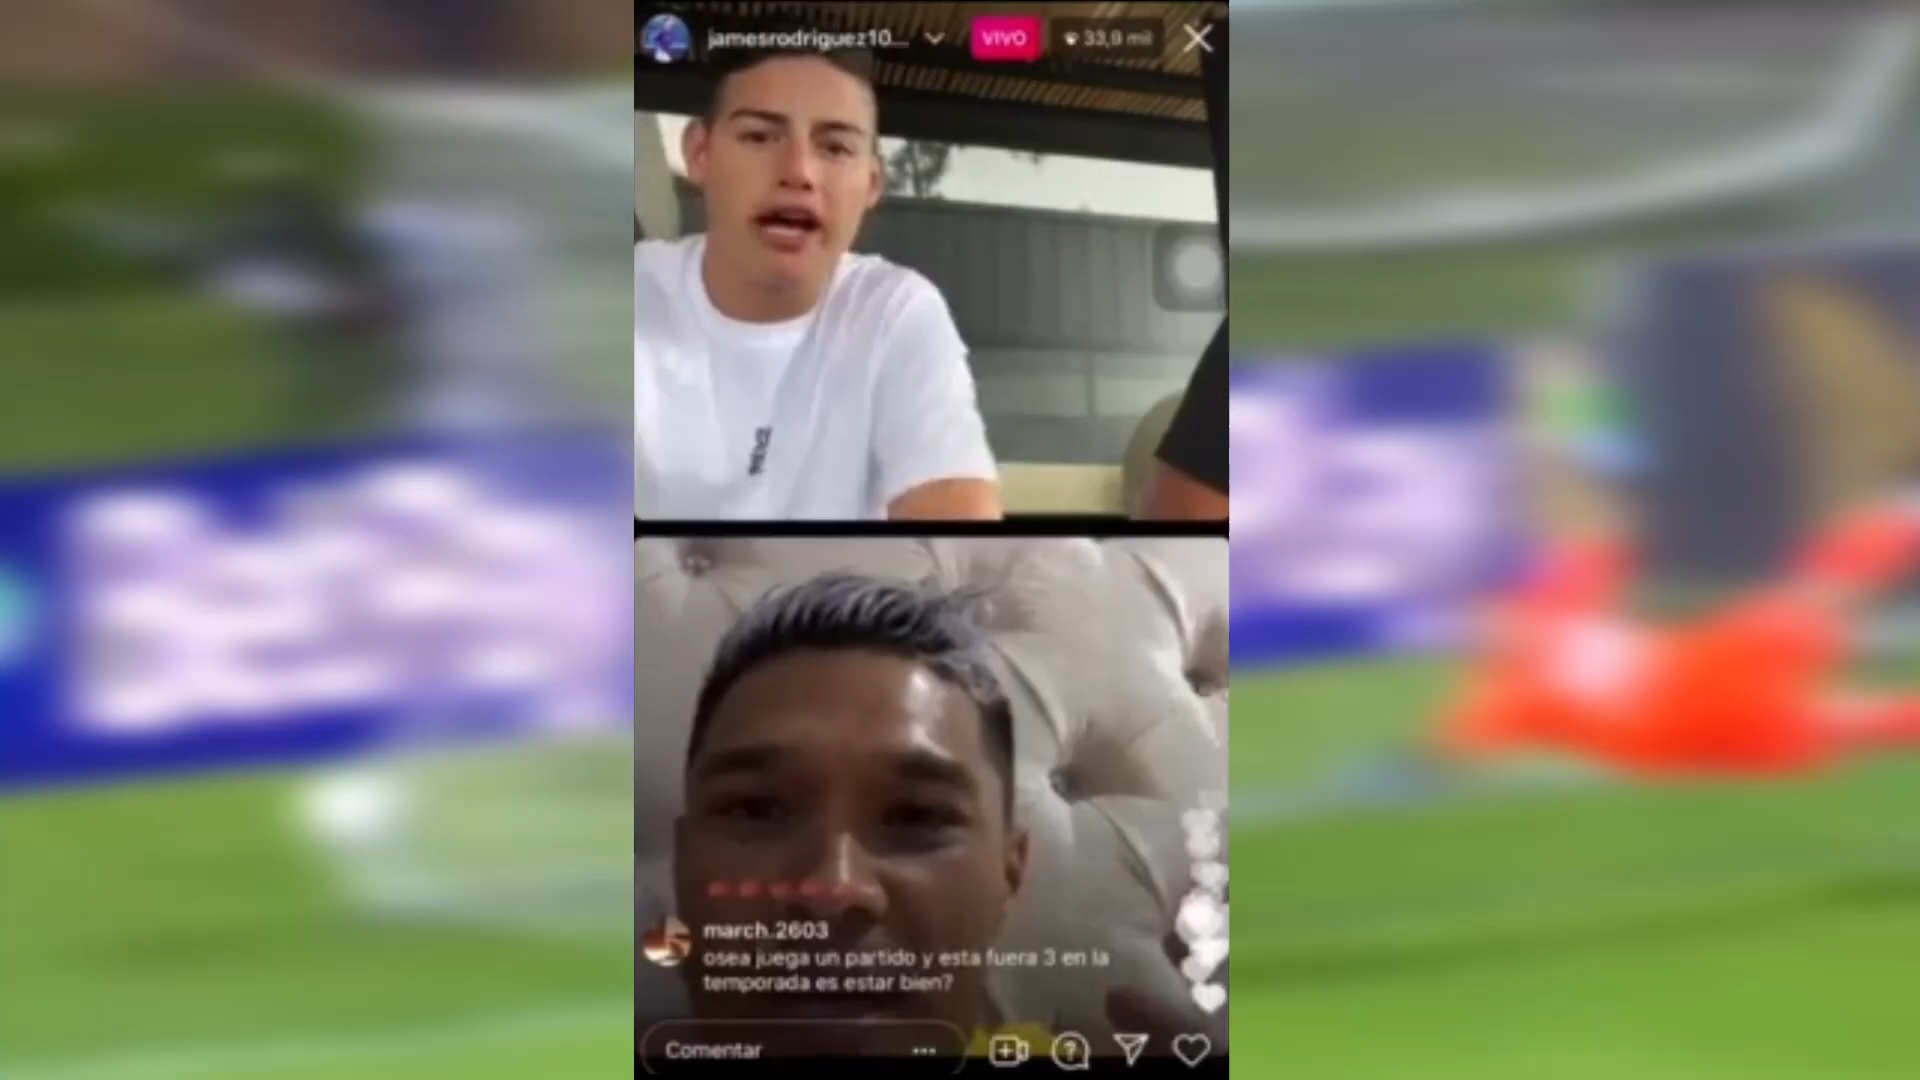 jamesrodriguez10...
VIVO
33,9 mil
march.2603
osea juega un partido y esta fuera 3 en la
temporada es estar bien?
Comentar